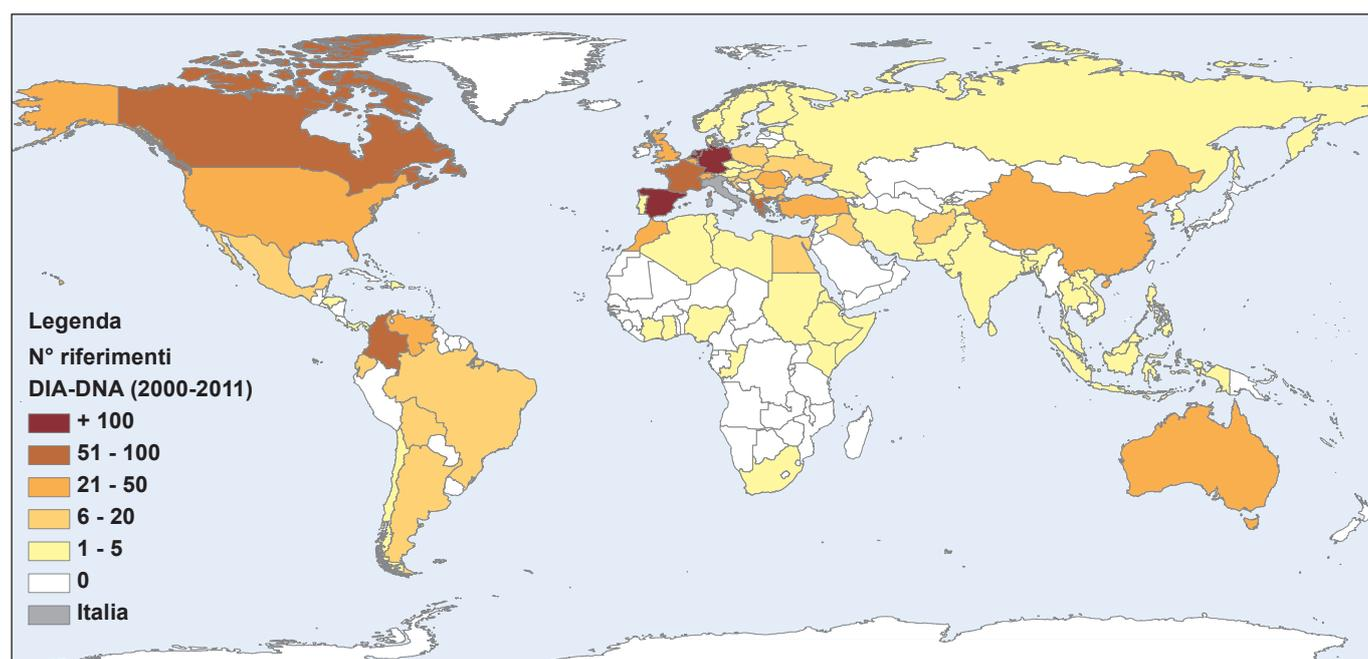 Legenda
N° riferimenti
DIA-DNA (2000-2011)
+ 100
51 - 100
21 - 50
6 - 20
1 - 5
0
Italia